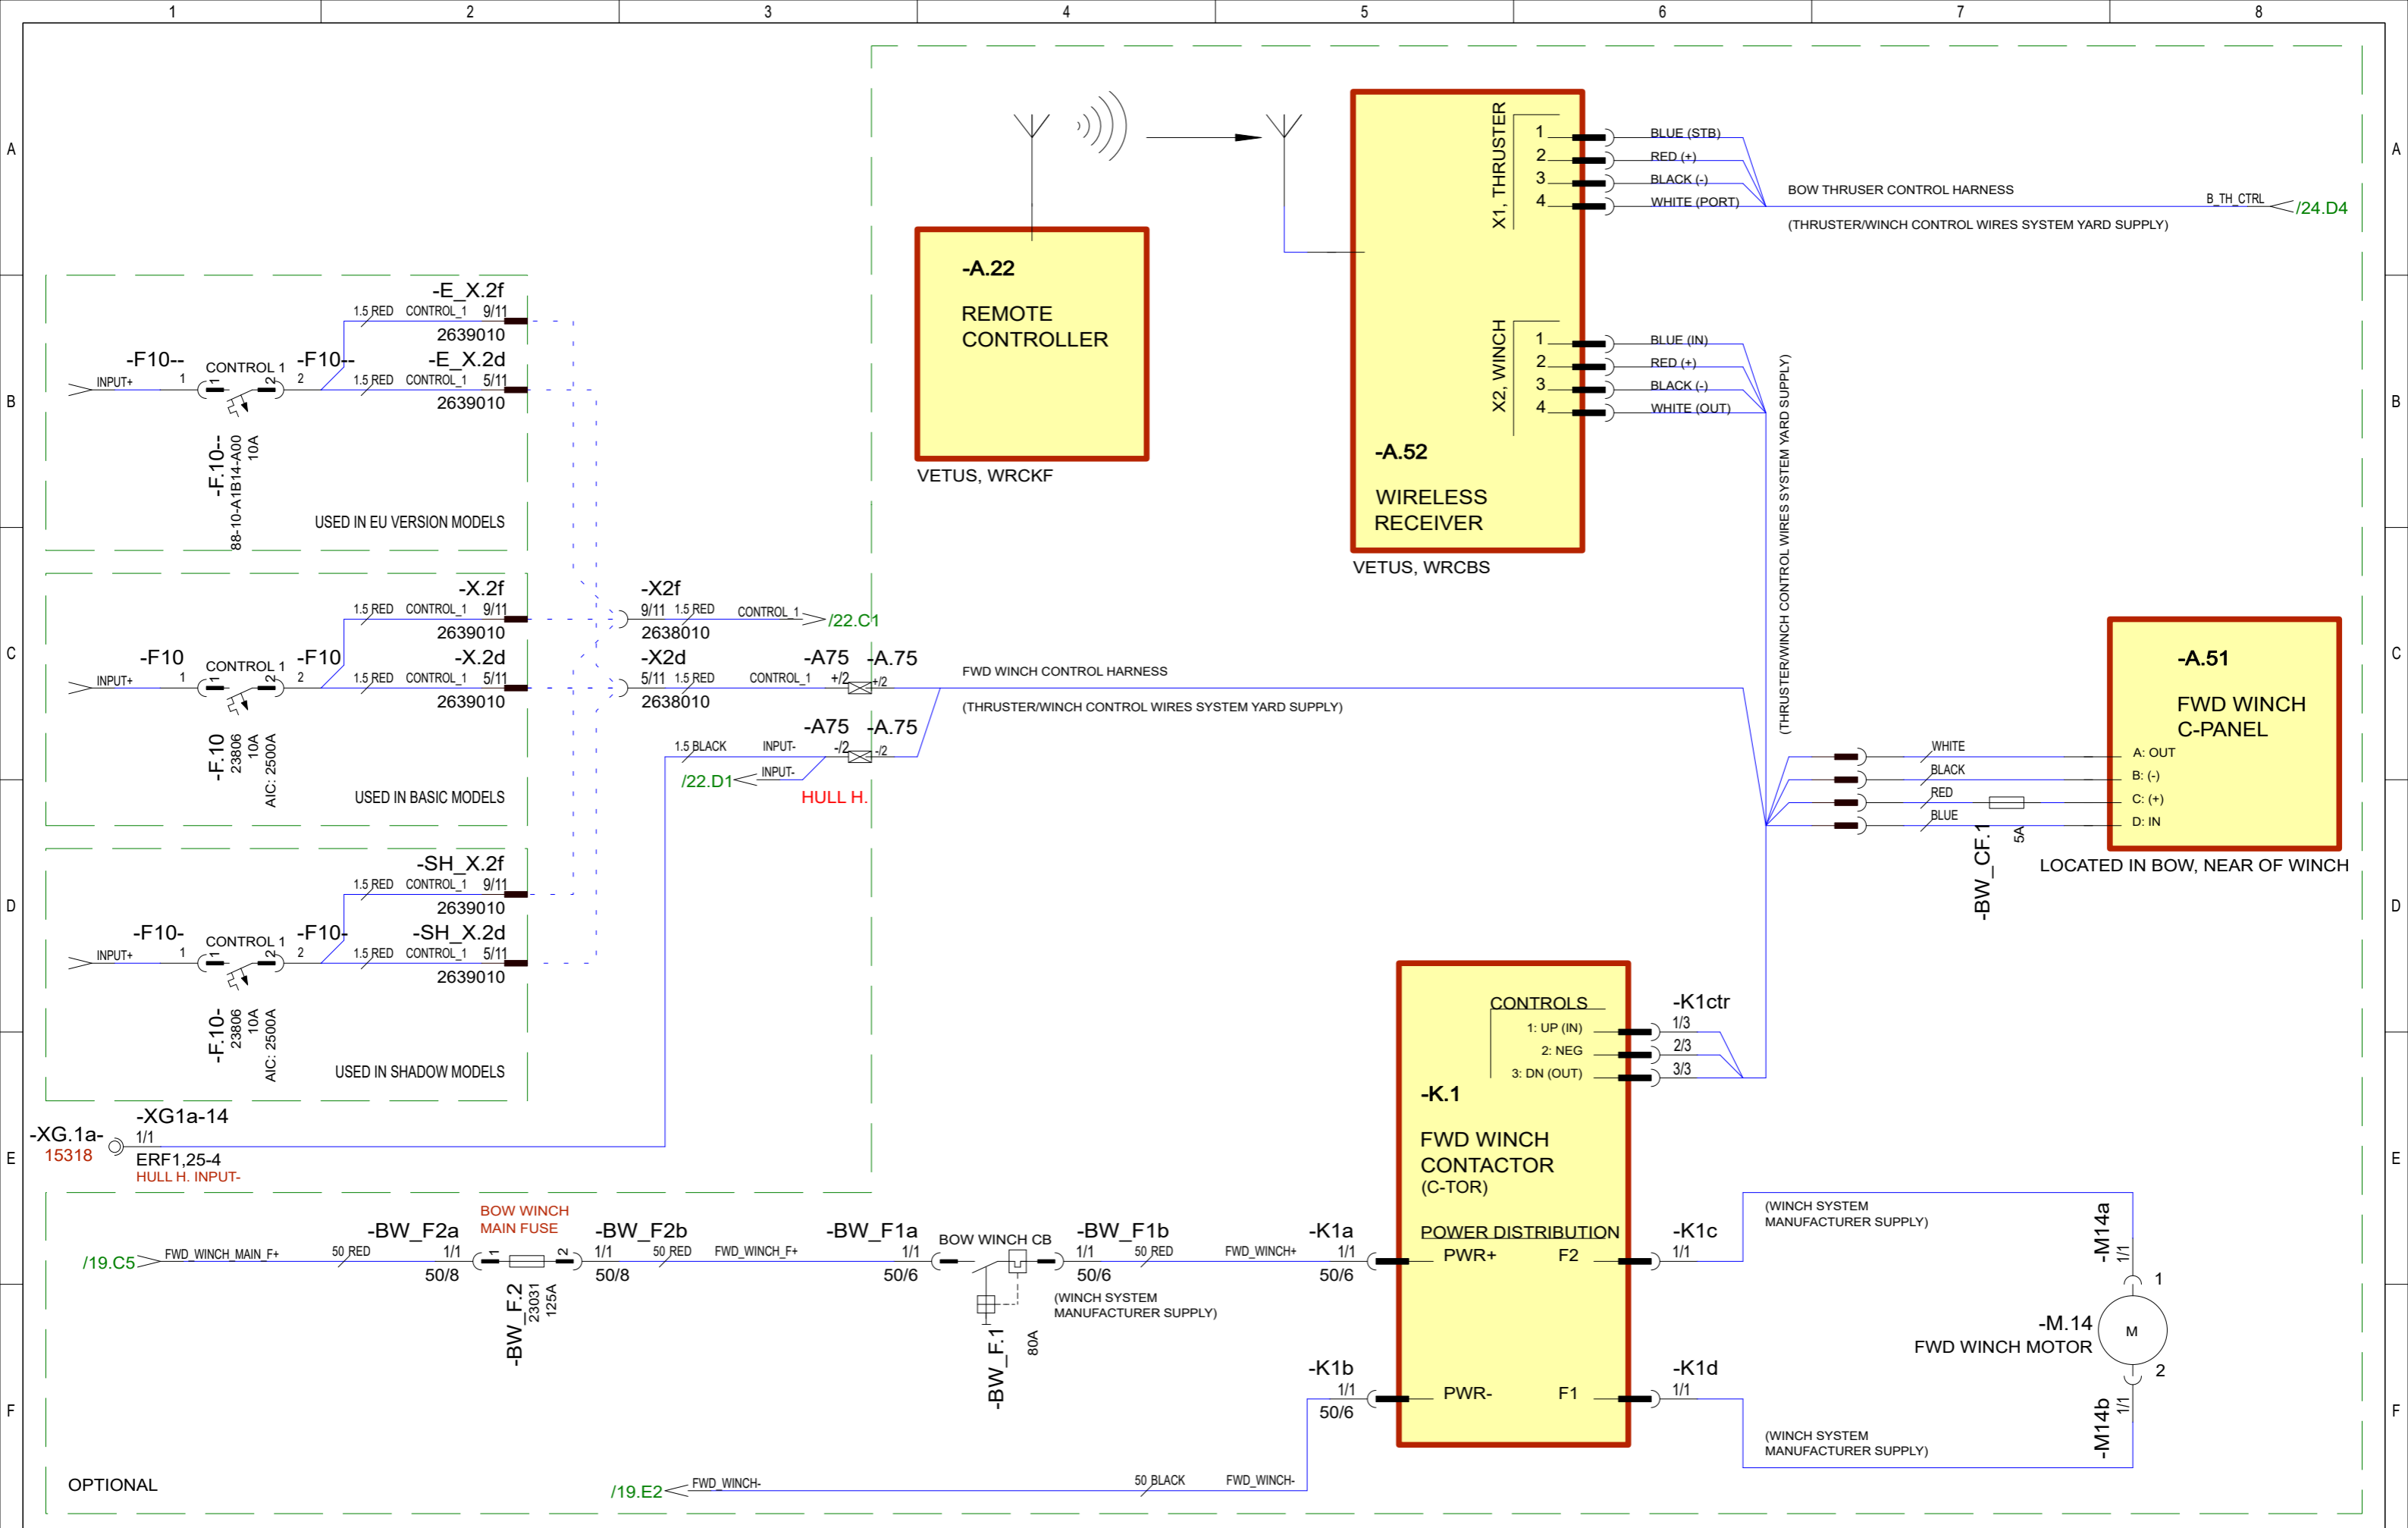 1 2 3 4 5 6 7 8
A
A
B
B
C
C
D
D
E
E
F
F
-A.22
REMOTE
CONTROLLER
VETUS, WRCKF
X1, THRUSTER
1
2
3
4
BLUE (STB)
RED (+)
BLACK (-)
WHITE (PORT)
BOW THRUSER CONTROL HARNESS
(THRUSTER/WINCH CONTROL WIRES SYSTEM YARD SUPPLY)
B_TH_CTRL
/24.D4
X2, WINCH
1
2
3
4
BLUE (IN)
RED (+)
BLACK (-)
WHITE (OUT)
-A.52
WIRELESS
RECEIVER
VETUS, WRCBS
(THRUSTER/WINCH CONTROL WIRES SYSTEM YARD SUPPLY)
-E_X.2f
1.5 RED CONTROL_1 9/11
2639010
-F10-- CONTROL 1 -F10-- -E_X.2d
INPUT+ 1 1 2 2 1.5 RED CONTROL_1 5/11
2639010
-F.10--
88-10-A1B14-A00
10A
USED IN EU VERSION MODELS
-X.2f
1.5 RED CONTROL_1 9/11
2639010
-F10 CONTROL 1 -F10 -X.2d
INPUT+ 1 1 2 2 1.5 RED CONTROL_1 5/11
2639010
-F.10
23806
10A
AIC: 2500A
USED IN BASIC MODELS
-X2f
9/11 1.5 RED CONTROL_1 /22.C1
2638010
-X2d
5/11 1.5 RED CONTROL_1
2638010
-A75 -A.75
+/2 +/2
FWD WINCH CONTROL HARNESS
(THRUSTER/WINCH CONTROL WIRES SYSTEM YARD SUPPLY)
-A75 -A.75
1.5 BLACK INPUT- -/2 -/2
/22.D1 INPUT-
HULL H.
-A.51
FWD WINCH
C-PANEL
A: OUT
B: (-)
C: (+)
D: IN
WHITE
BLACK
RED
BLUE
-BW_CF.1
5A
LOCATED IN BOW, NEAR OF WINCH
-SH_X.2f
1.5 RED CONTROL_1 9/11
2639010
-F10- CONTROL 1 -F10- -SH_X.2d
INPUT+ 1 1 2 2 1.5 RED CONTROL_1 5/11
2639010
-F.10-
23806
10A
AIC: 2500A
USED IN SHADOW MODELS
-XG.1a-
15318
-XG1a-14
1/1
ERF1,25-4
HULL H. INPUT-
CONTROLS
1: UP (IN)
2: NEG
3: DN (OUT)
-K1ctr
1/3
2/3
3/3
-K.1
FWD WINCH
CONTACTOR
(C-TOR)
POWER DISTRIBUTION
PWR+ F2
PWR- F1
/19.C5 FWD_WINCH_MAIN_F+ 50 RED
-BW_F2a
1/1
50/8
BOW WINCH
MAIN FUSE
1 2
-BW_F.2
23031
125A
-BW_F2b
1/1 50 RED FWD_WINCH_F+
50/8
-BW_F1a
1/1
50/6
BOW WINCH CB
-BW_F.1
80A
-BW_F1b
1/1 50 RED FWD_WINCH+
50/6
(WINCH SYSTEM
MANUFACTURER SUPPLY)
-K1a
1/1
50/6
-K1b
1/1
50/6
-K1c
1/1
-K1d
1/1
(WINCH SYSTEM
MANUFACTURER SUPPLY)
-M14a
1/1
1
-M.14
FWD WINCH MOTOR
M
2
-M14b
1/1
(WINCH SYSTEM
MANUFACTURER SUPPLY)
OPTIONAL
/19.E2 FWD_WINCH- 50 BLACK FWD_WINCH-